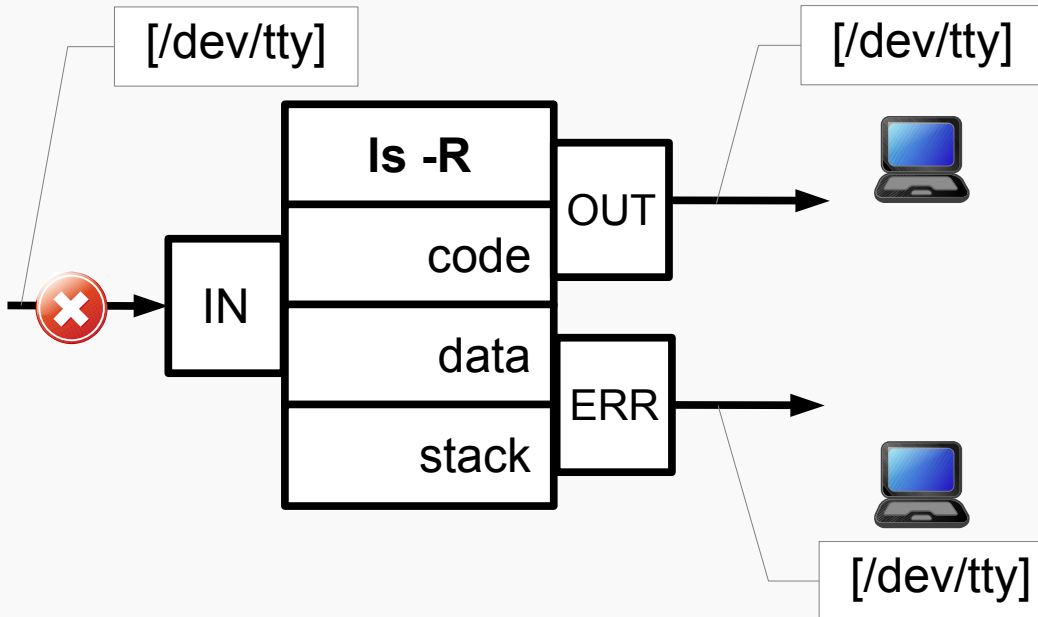 [/dev/tty]
[/dev/tty]
ls -R
OUT
code
IN
data
ERR
stack
[/dev/tty]